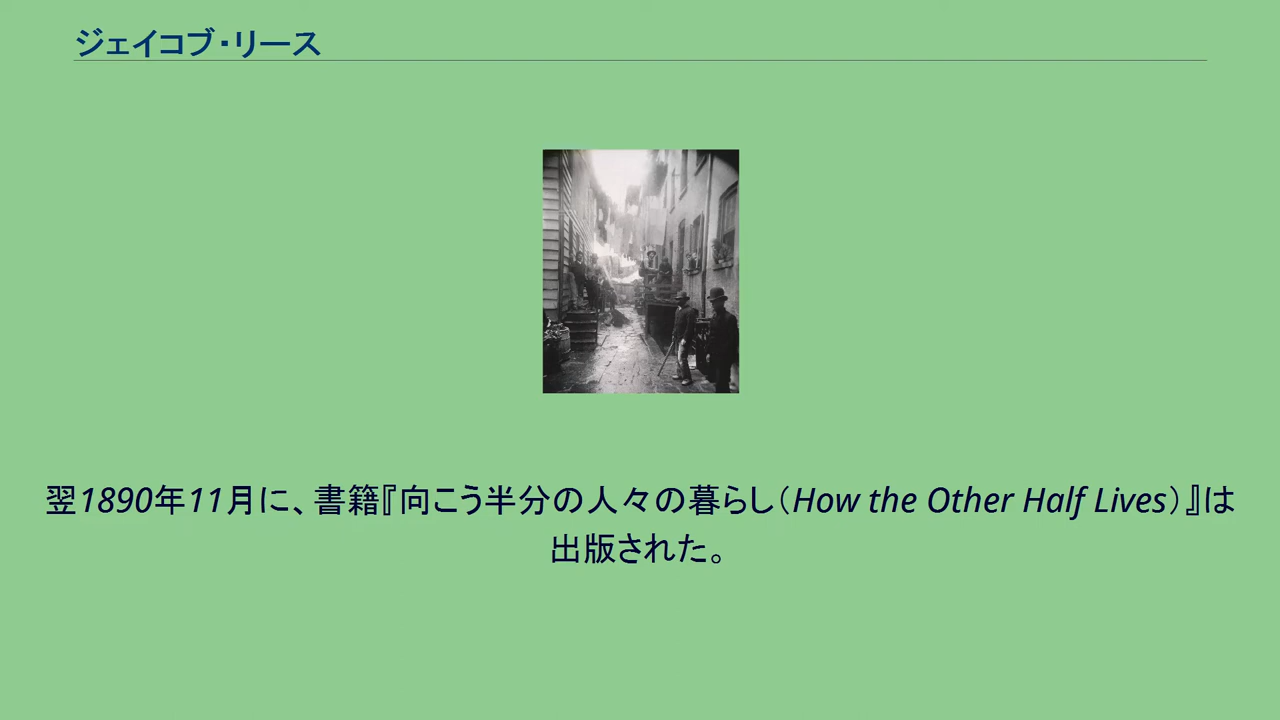 ジェイコブ・リース
翌1890年11月に、書籍『向こう半分の人々の暮らし（How the Other Half Lives）』は
出版された。